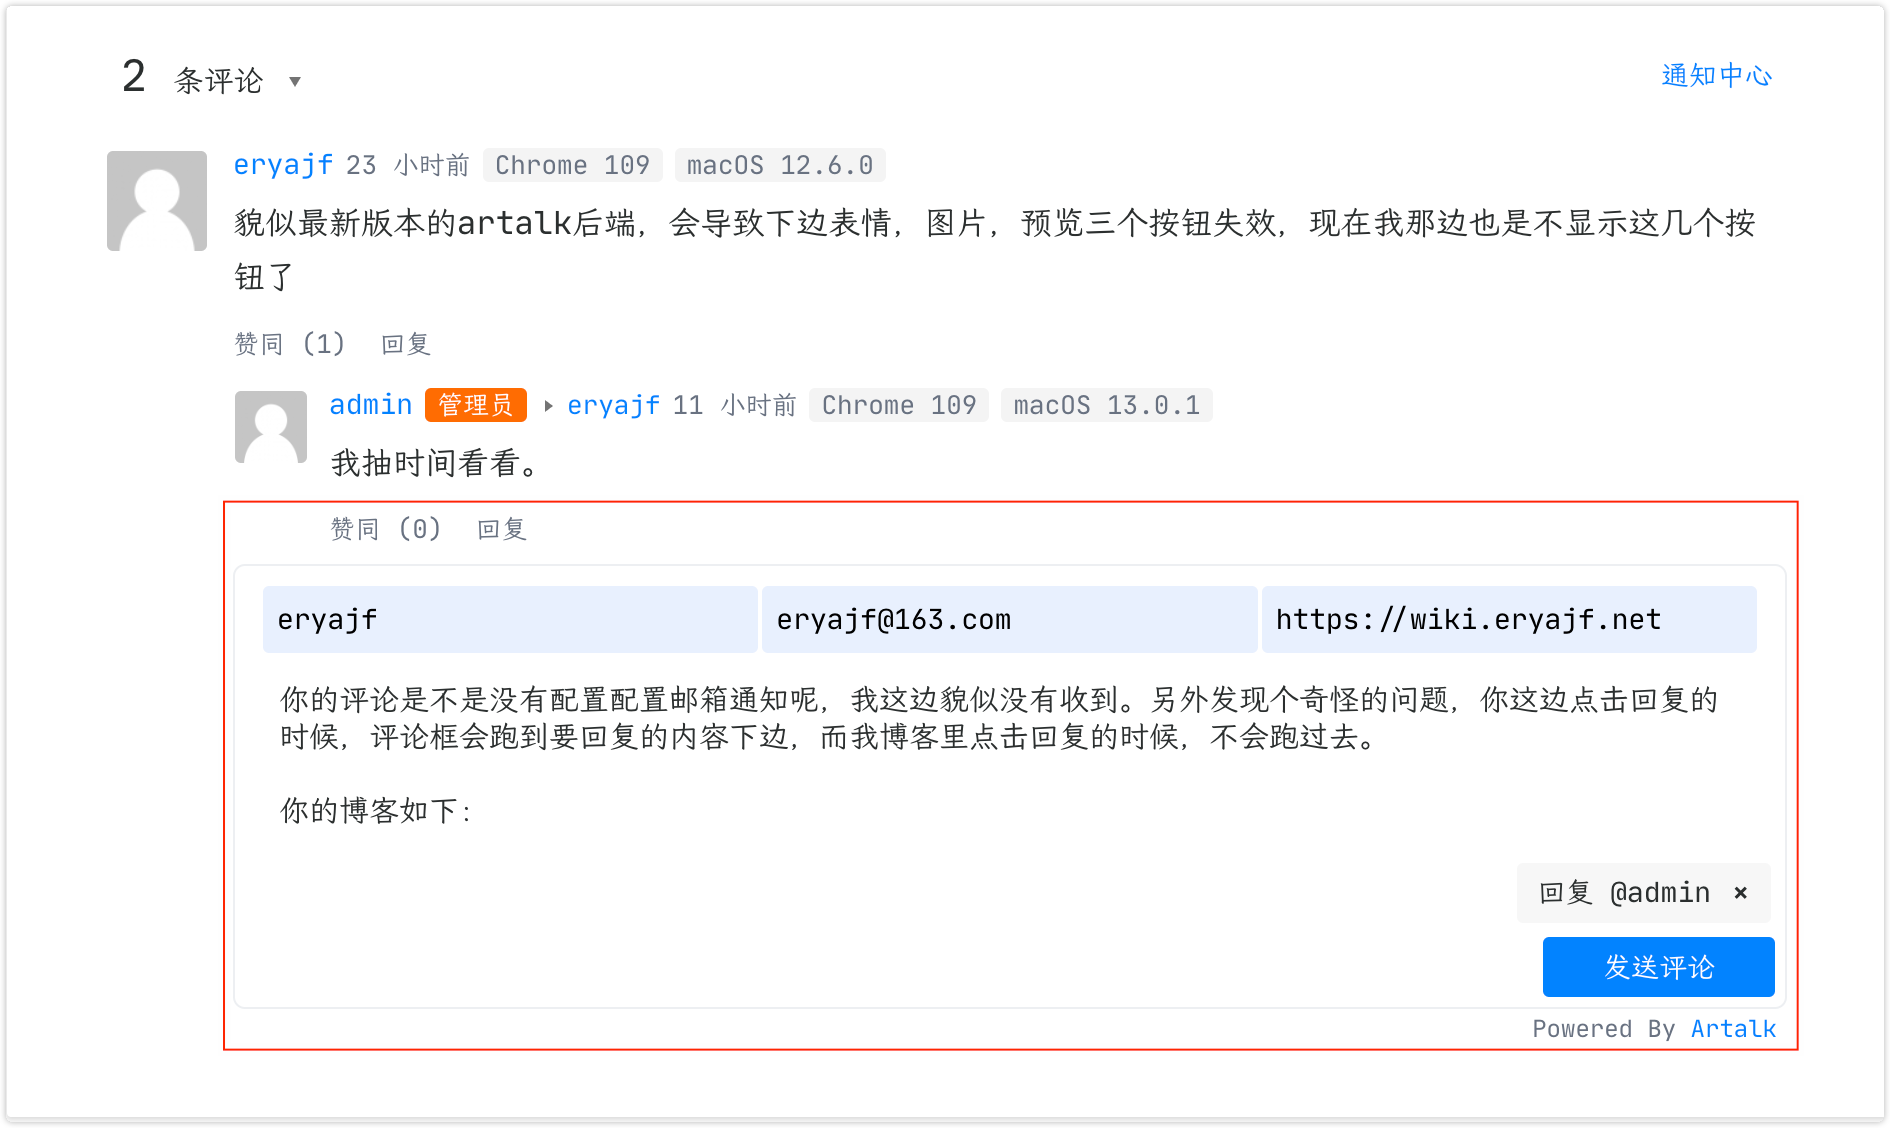 2 条评论 ▼
通知中心
eryajf 23 小时前 Chrome 109 macOS 12.6.0
貌似最新版本的artalk后端，会导致下边表情，图片，预览三个按钮失效，现在我那边也是不显示这几个按
钮了
赞同 (1) 回复
admin 管理员 ▸ eryajf 11 小时前 Chrome 109 macOS 13.0.1
我抽时间看看。
赞同 (0) 回复
eryajf eryajf@163.com https://wiki.eryajf.net
你的评论是不是没有配置配置邮箱通知呢，我这边貌似没有收到。另外发现个奇怪的问题，你这边点击回复的
时候，评论框会跑到要回复的内容下边，而我博客里点击回复的时候，不会跑过去。
你的博客如下：
回复 @admin ×
发送评论
Powered By Artalk